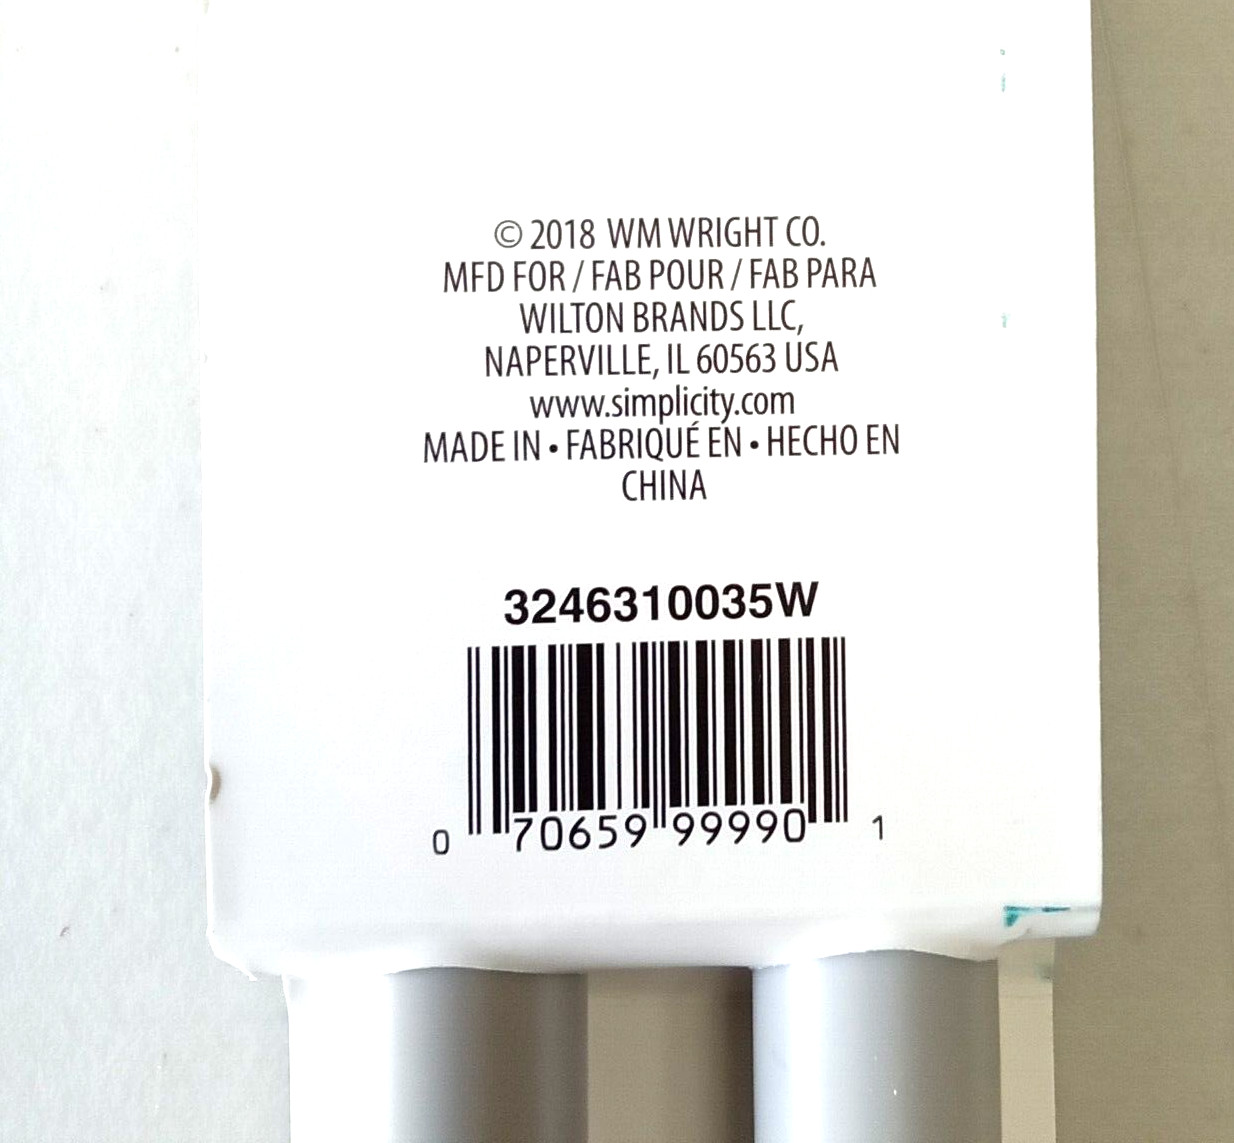 © 2018 WM WRIGHT CO.
MFD FOR / FAB POUR / FAB PARA
WILTON BRANDS LLC,
NAPERVILLE, IL 60563 USA
www.simplicity.com
MADE IN • FABRIQUÉ EN • HECHO EN
CHINA
3246310035W
0 70659 99990 1